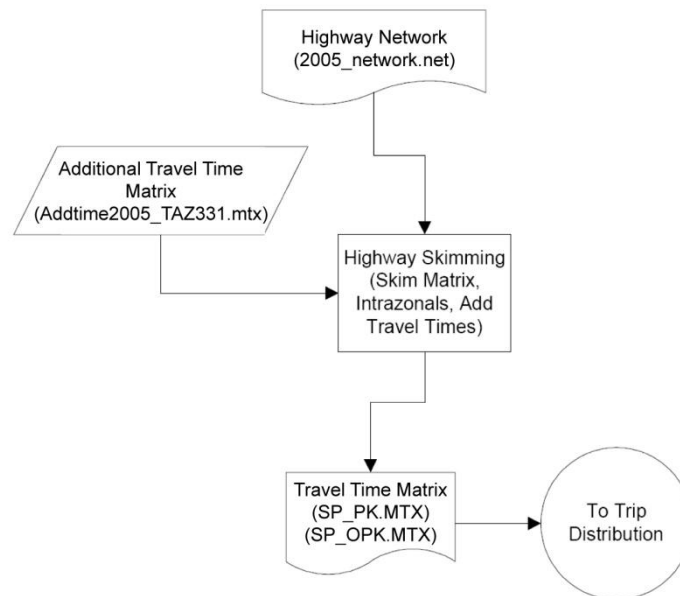 Highway Network
(2005_network.net)
Additional Travel Time
Matrix
(Addtime2005_TAZ331.mtx)
Highway Skimming
(Skim Matrix,
Intrazonals, Add
Travel Times)
Travel Time Matrix
(SP_PK.MTX)
(SP_OPK.MTX)
To Trip
Distribution